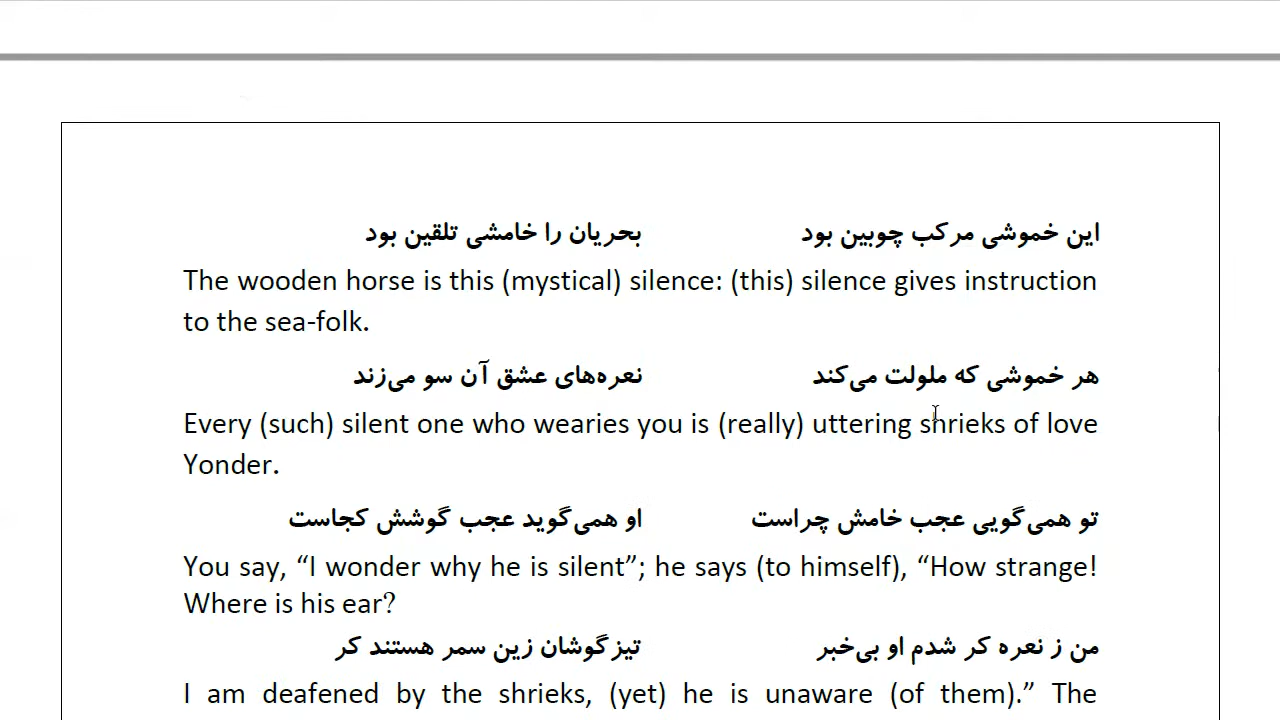 این خموشی مرکب چوبین بود بحریان را خامشی تلقین بود
The wooden horse is this (mystical) silence: (this) silence gives instruction
to the sea-folk.
هر خموشی که ملولت می‌کند نعره‌های عشق آن سو می‌زند
Every (such) silent one who wearies you is (really) uttering shrieks of love
Yonder.
تو همی‌گویی عجب خامش چراست او همی‌گوید عجب گوشش کجاست
You say, “I wonder why he is silent”; he says (to himself), “How strange!
Where is his ear?
من ز نعره کر شدم او بی‌خبر تیزگوشان زین سمر هستند کر
I am deafened by the shrieks, (yet) he is unaware (of them).” The